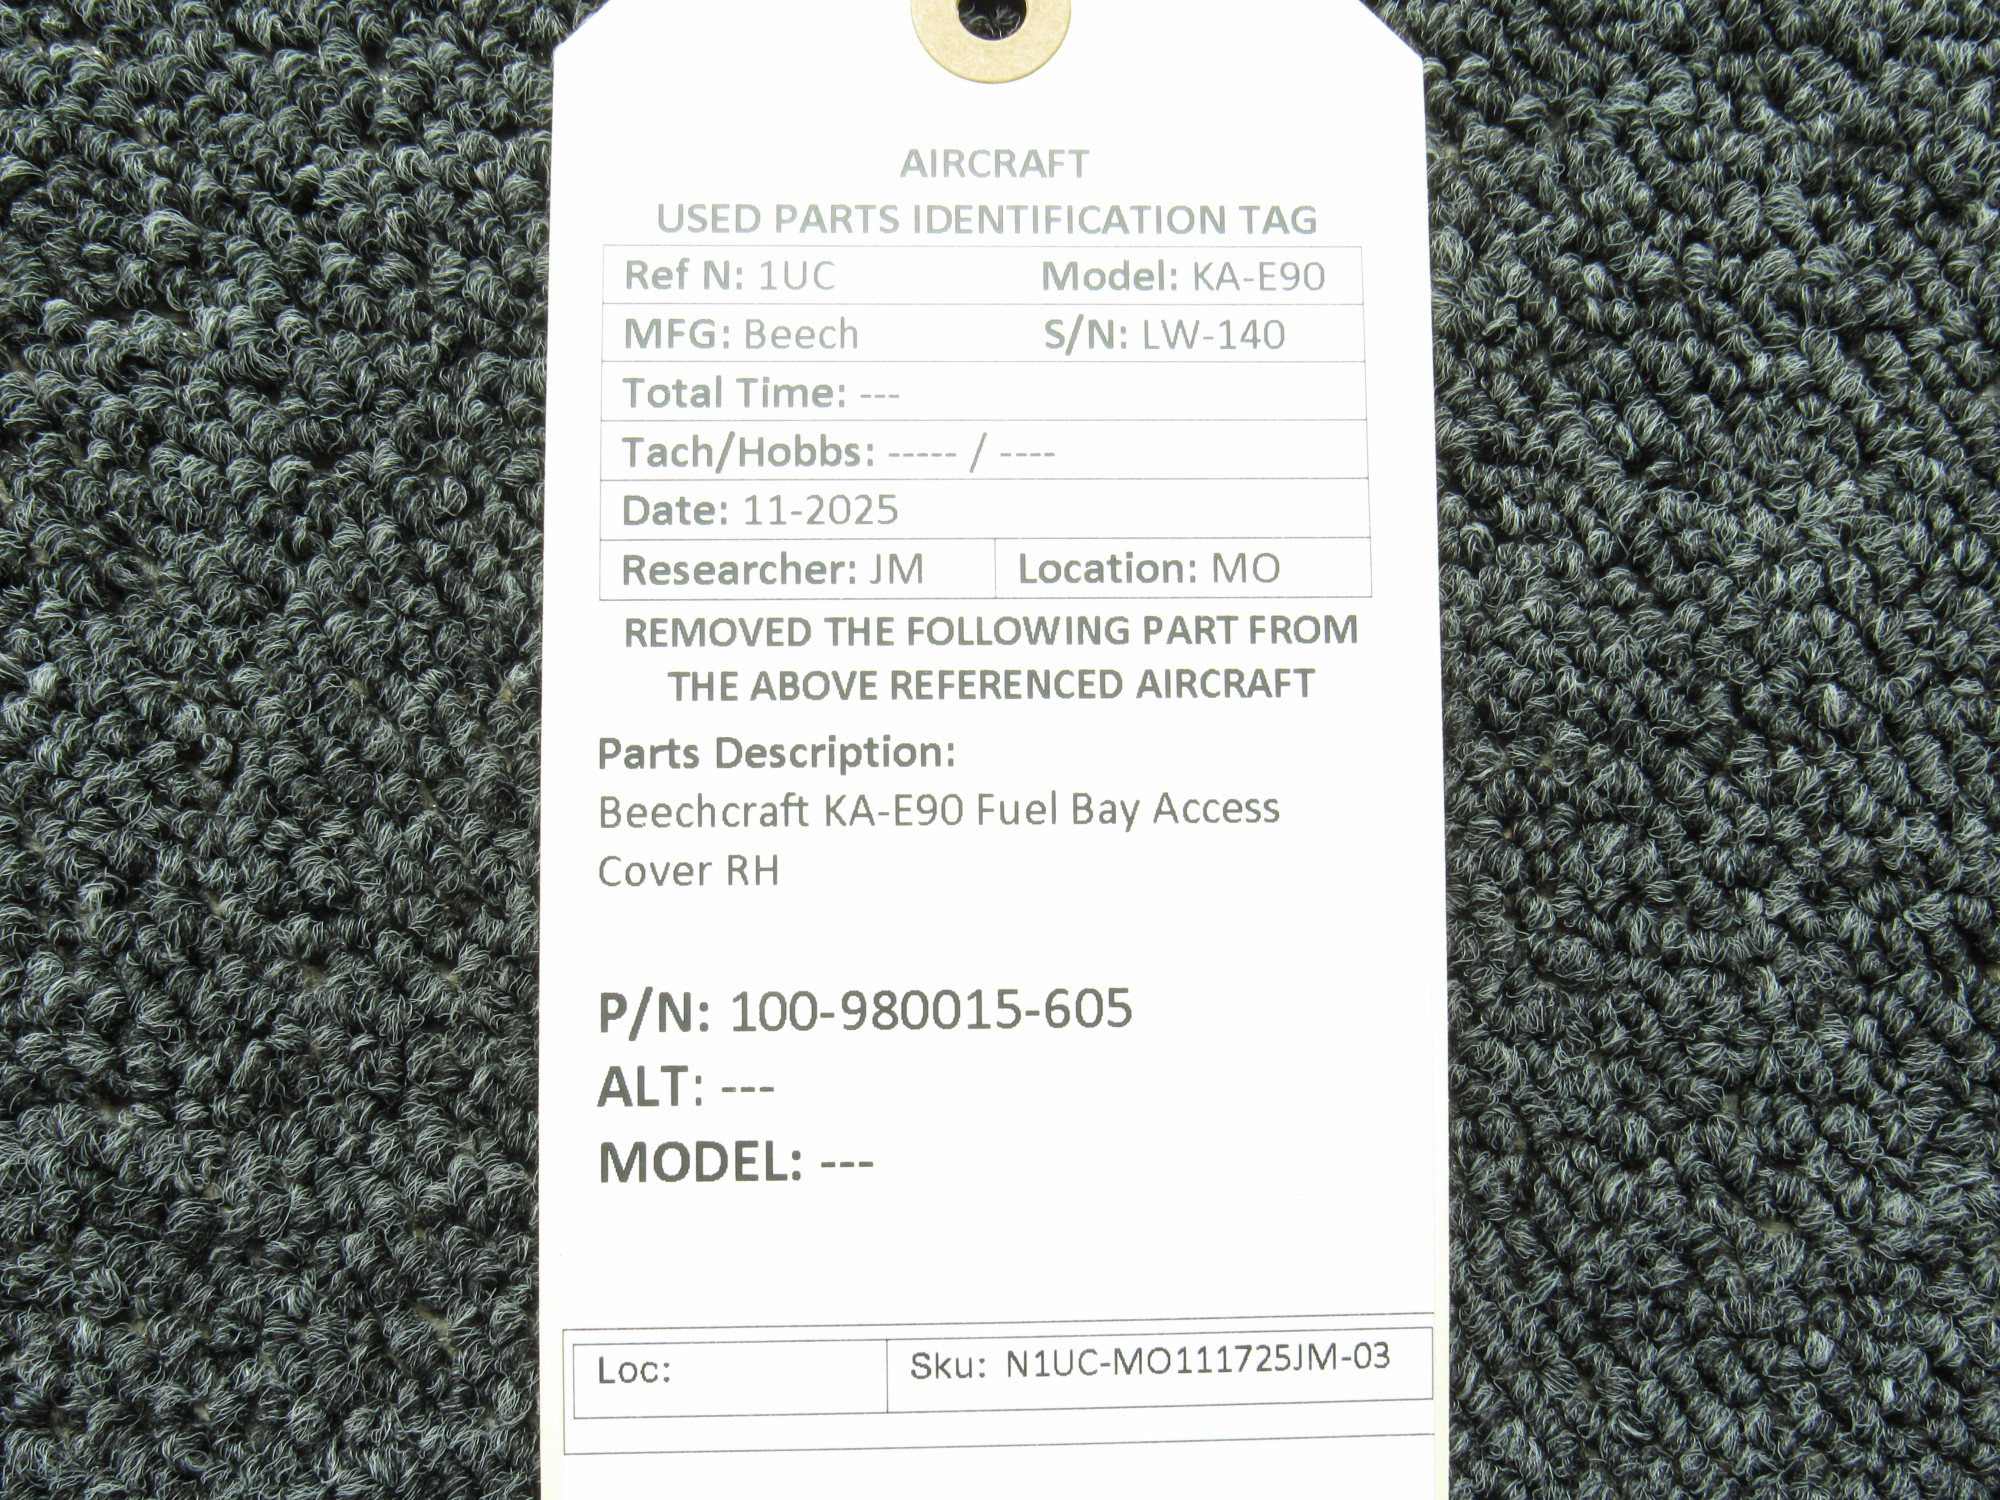 AIRCRAFT
USED PARTS IDENTIFICATION TAG
Ref N: 1UC Model: KA-E90
MFG: Beech S/N: LW-140
Total Time: ---
Tach/Hobbs: ----- / ----
Date: 11-2025
Researcher: JM Location: MO
REMOVED THE FOLLOWING PART FROM
THE ABOVE REFERENCED AIRCRAFT
Parts Description:
Beechcraft KA-E90 Fuel Bay Access
Cover RH
P/N: 100-980015-605
ALT: ---
MODEL: ---
Loc: Sku: N1UC-MO111725JM-03